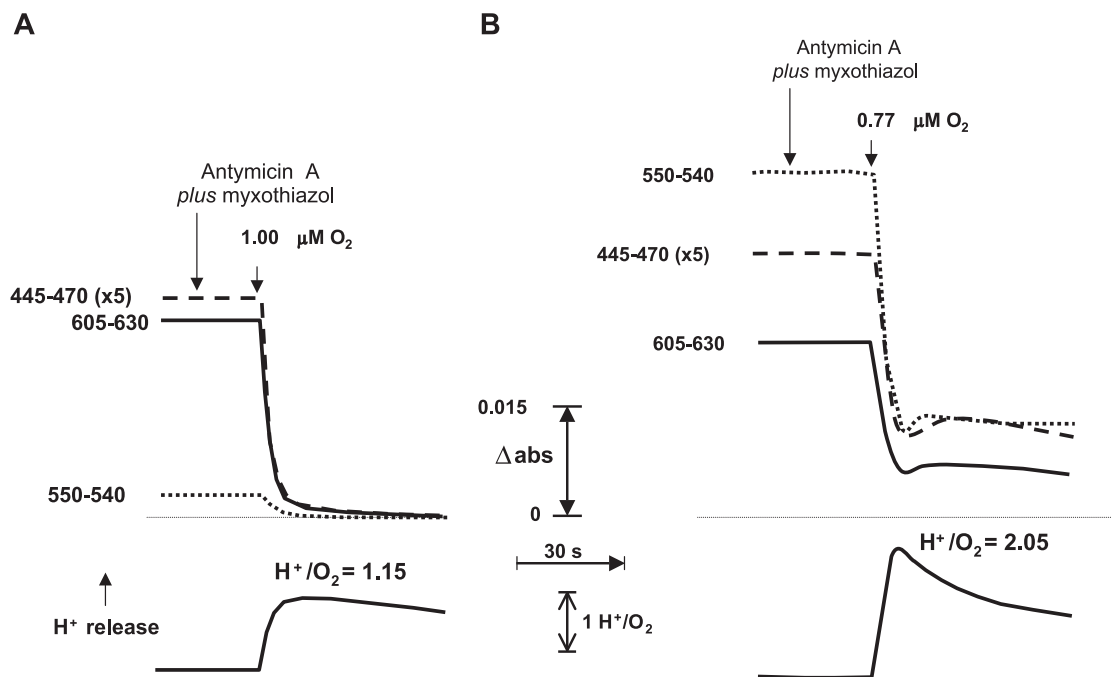 A
Antymicin A
plus myxothiazol
1.00 μM O₂
445-470 (x5)
605-630
550-540
H⁺/O₂ = 1.15
H⁺ release
B
Antymicin A
plus myxothiazol
0.77 μM O₂
550-540
445-470 (x5)
605-630
0.015
Δ abs
0
30 s
1 H⁺/O₂
H⁺/O₂ = 2.05